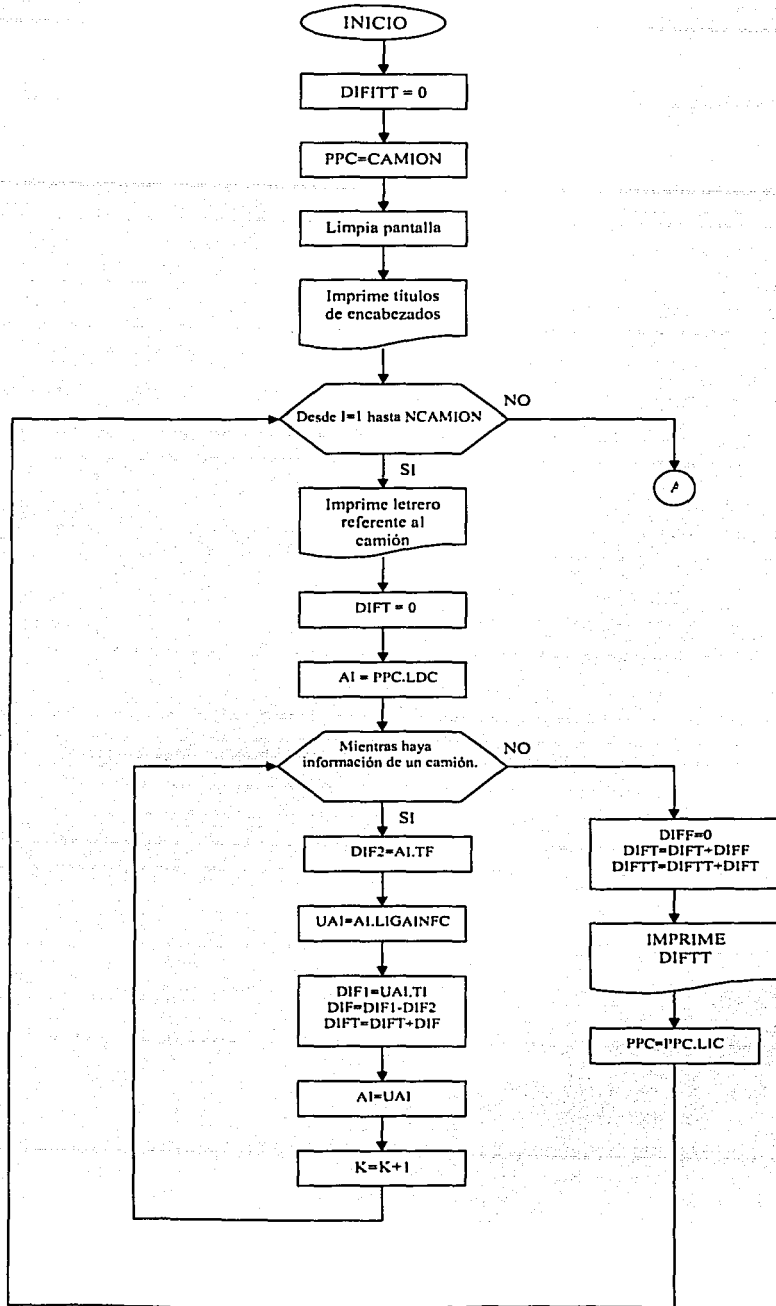 INICIO
DIFITT = 0
PPC=CAMION
Limpia pantalla
Imprime títulos
de encabezados
Desde I=1 hasta NCAMION
NO
SI
A
Imprime letrero
referente al
camión
DIFT = 0
AI = PPC.LDC
Mientras haya
información de un camión.
NO
SI
DIF2=AI.TF
UAI=AI.LIGAINFC
DIF1=UAI.TI
DIF=DIF1-DIF2
DIFT=DIFT+DIF
AI=UAI
K=K+1
DIFF=0
DIFT=DIFT+DIFF
DIFTT=DIFTT+DIFT
IMPRIME
DIFTT
PPC=PPC.LIC